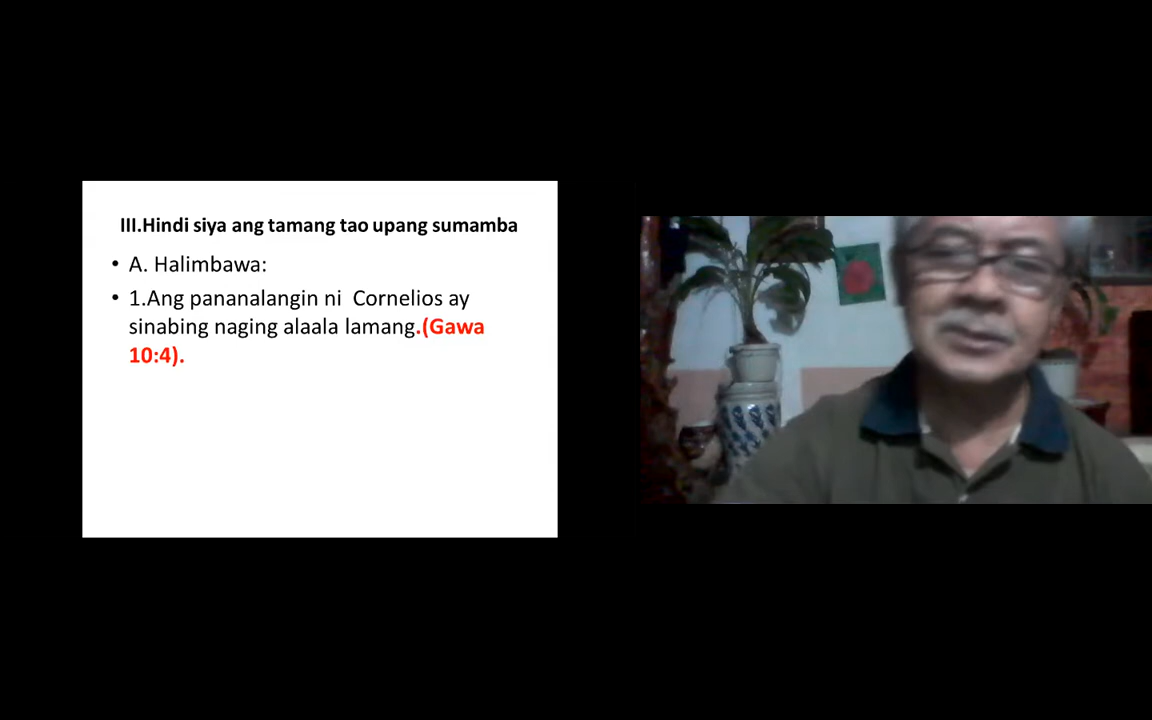 III.Hindi siya ang tamang tao upang sumamba
• A. Halimbawa:
• 1.Ang pananalangin ni  Cornelios ay
sinabing naging alaala lamang.(Gawa
10:4).